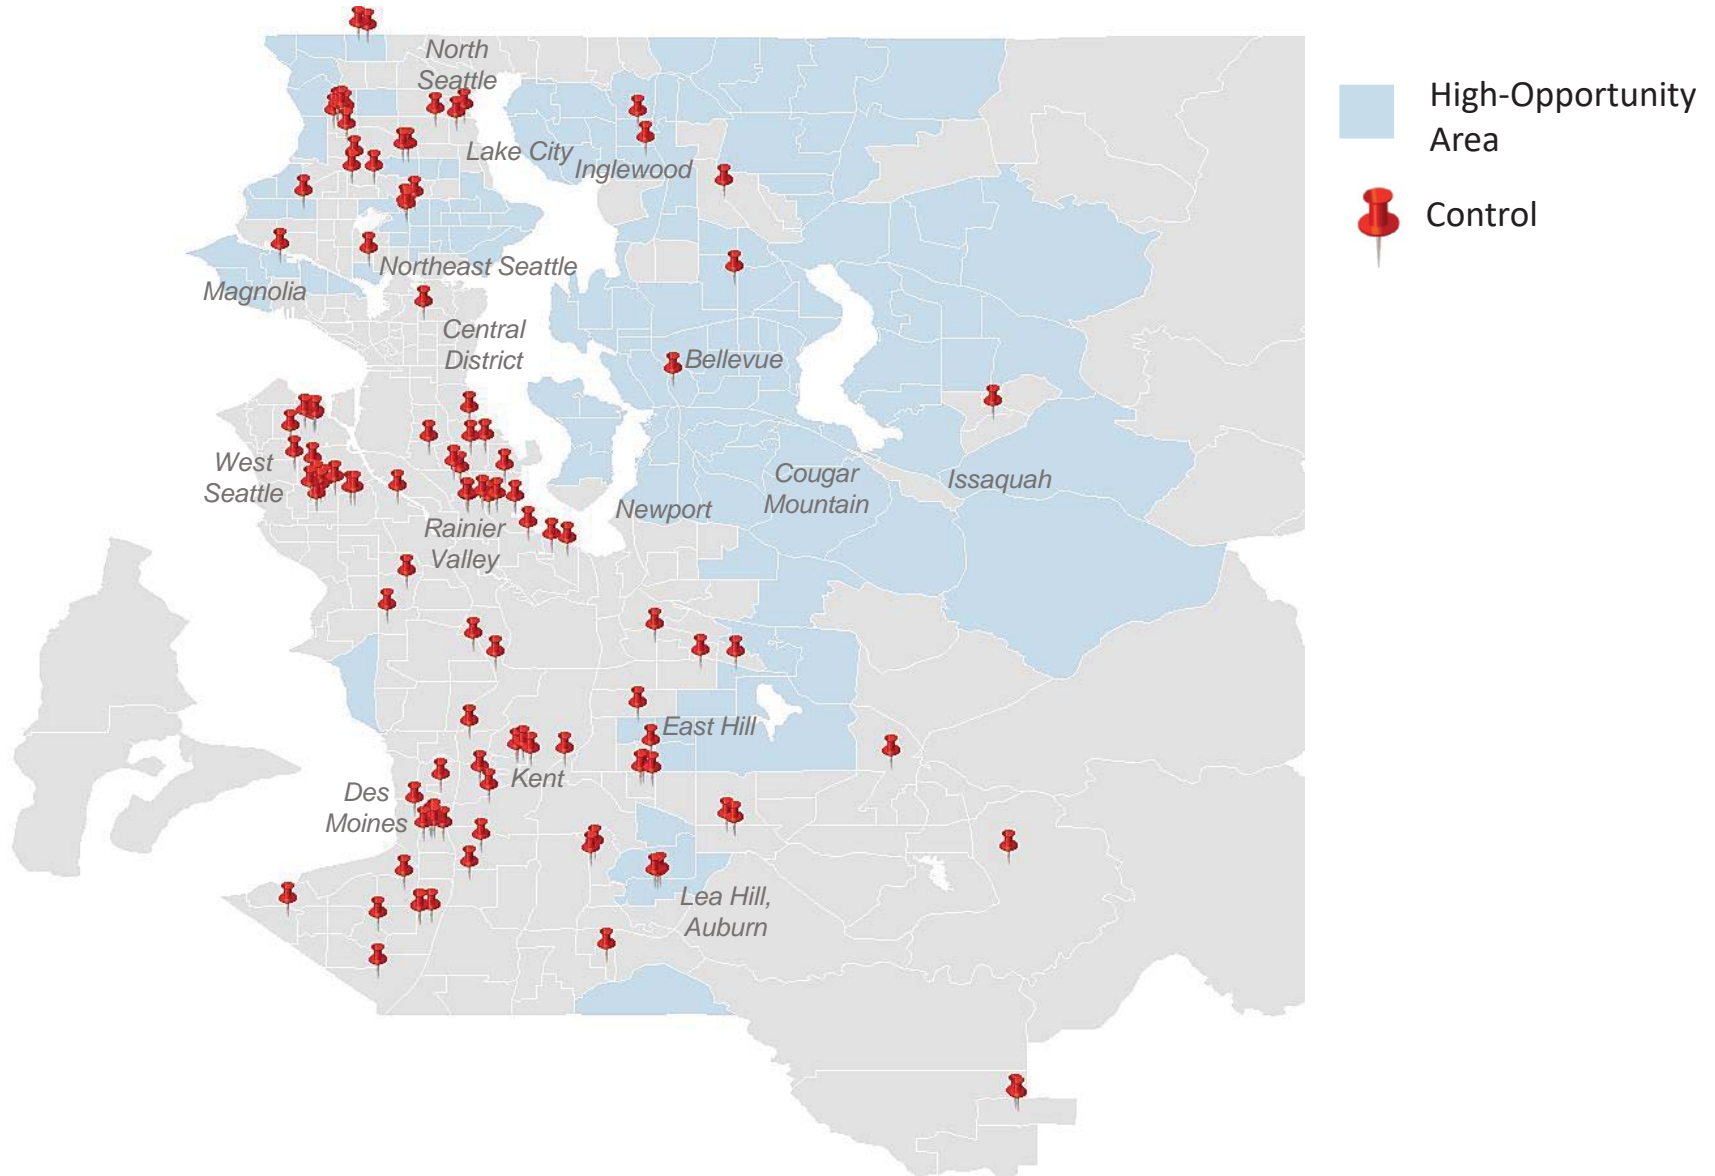 North
Seattle
Lake City
Inglewood
Northeast Seattle
Magnolia
Central
District
Bellevue
West
Seattle
Cougar
Mountain
Issaquah
Newport
Rainier
Valley
East Hill
Kent
Des
Moines
Lea Hill,
Auburn
High-Opportunity
Area
Control